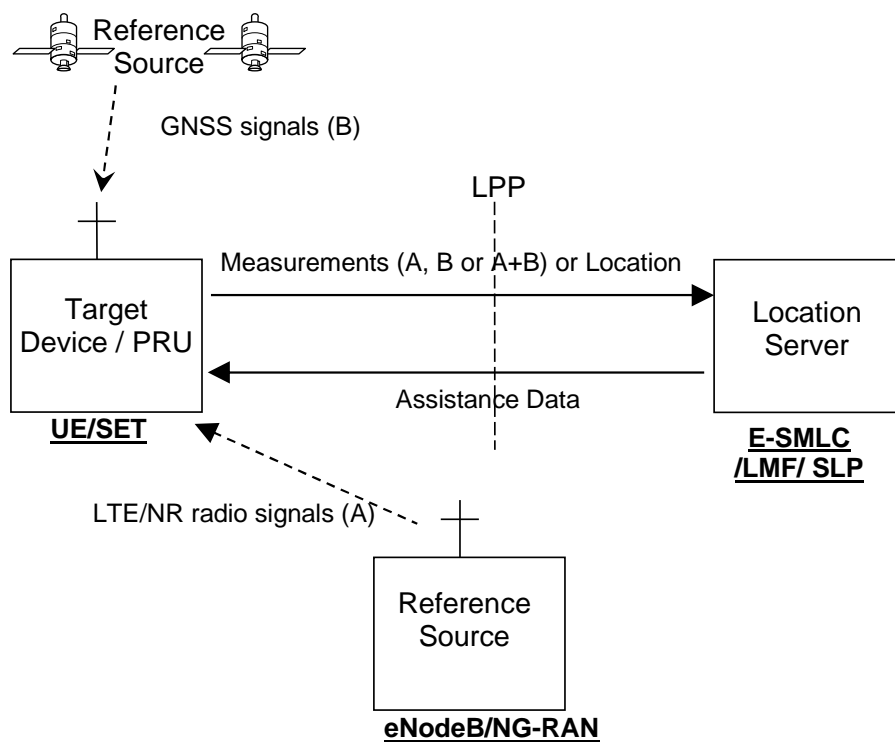 Reference
Source
GNSS signals (B)
LPP
Measurements (A, B or A+B) or Location
Target
Device / PRU
Location
Server
Assistance Data
UE/SET
E-SMLC
/LMF/ SLP
LTE/NR radio signals (A)
Reference
Source
eNodeB/NG-RAN